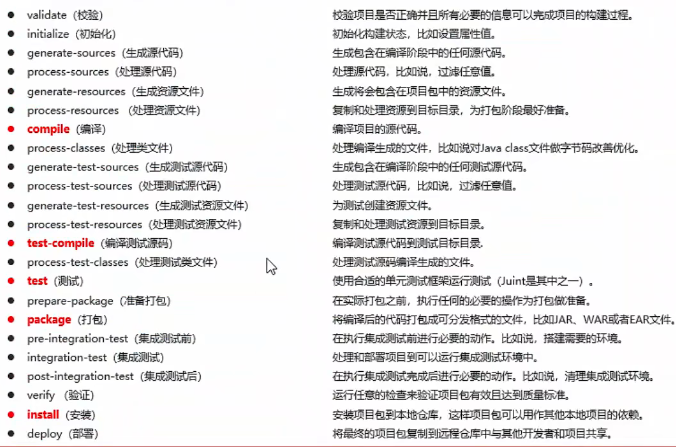 validate（校验） 校验项目是否正确并且所有必要的信息可以完成项目的构建过程。
initialize（初始化） 初始化构建状态，比如设置属性值。
generate-sources（生成源代码） 生成包含在编译阶段中的任何源代码。
process-sources（处理源代码） 处理源代码，比如说，过滤任意值。
generate-resources（生成资源文件） 生成将会包含在项目包中的资源文件。
process-resources （处理资源文件） 复制和处理资源到目标目录，为打包阶段最好准备。
compile（编译） 编译项目的源代码。
process-classes（处理类文件） 处理编译生成的文件，比如说对Java class文件做字节码改善优化。
generate-test-sources（生成测试源代码） 生成包含在编译阶段中的任何测试源代码。
process-test-sources（处理测试源代码） 处理测试源代码，比如说，过滤任意值。
generate-test-resources（生成测试资源文件） 为测试创建资源文件。
process-test-resources（处理测试资源文件） 复制和处理测试资源到目标目录。
test-compile（编译测试源码） 编译测试源代码到测试目标目录.
process-test-classes（处理测试类文件） 处理测试源码编译生成的文件。
test（测试） 使用合适的单元测试框架运行测试（Juint是其中之一）。
prepare-package（准备打包） 在实际打包之前，执行任何的必要的操作为打包做准备。
package（打包） 将编译后的代码打包成可分发格式的文件，比如JAR、WAR或者EAR文件。
pre-integration-test（集成测试前） 在执行集成测试前进行必要的动作。比如说，搭建需要的环境。
integration-test（集成测试） 处理和部署项目到可以运行集成测试环境中。
post-integration-test（集成测试后） 在执行集成测试完成后进行必要的动作。比如说，清理集成测试环境。
verify （验证） 运行任意的检查来验证项目包有效且达到质量标准。
install（安装） 安装项目包到本地仓库，这样项目包可以用作其他本地项目的依赖。
deploy（部署） 将最终的项目包复制到远程仓库中与其他开发者和项目共享。